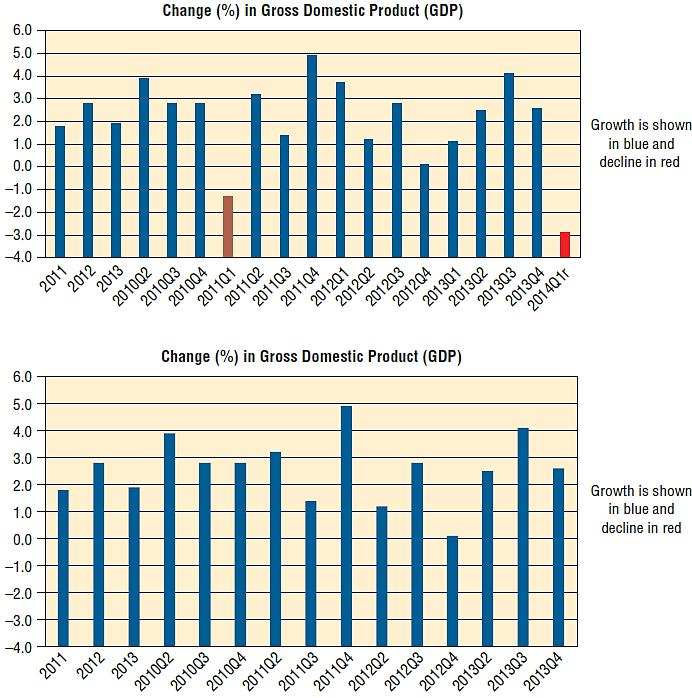 Change (%) in Gross Domestic Product (GDP)
6.0
5.0
4.0
3.0
2.0
1.0
0.0
–1.0
–2.0
–3.0
–4.0
2011
2012
2013
2010Q2
2010Q3
2010Q4
2011Q1
2011Q2
2011Q3
2011Q4
2012Q1
2012Q2
2012Q3
2012Q4
2013Q1
2013Q2
2013Q3
2013Q4
2014Q1r
Growth is shown
in blue and
decline in red
Change (%) in Gross Domestic Product (GDP)
6.0
5.0
4.0
3.0
2.0
1.0
0.0
–1.0
–2.0
–3.0
–4.0
2011
2012
2013
2010Q2
2010Q3
2010Q4
2011Q2
2011Q3
2011Q4
2012Q2
2012Q3
2012Q4
2013Q2
2013Q3
2013Q4
Growth is shown
in blue and
decline in red